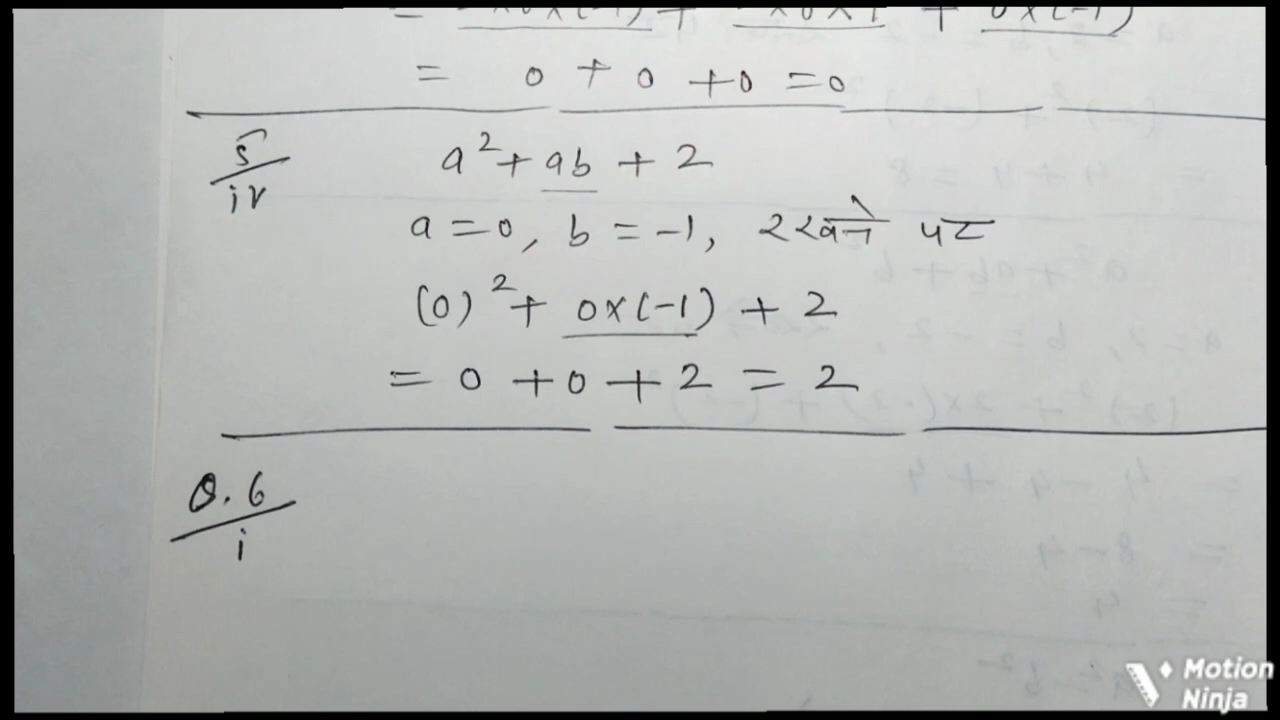 = 0 + 0 + 0 = 0
5/iv a² + ab + 2
a = 0, b = -1, रखने पर
(0)² + 0×(-1) + 2
= 0 + 0 + 2 = 2
Q.6/i
Motion
Ninja